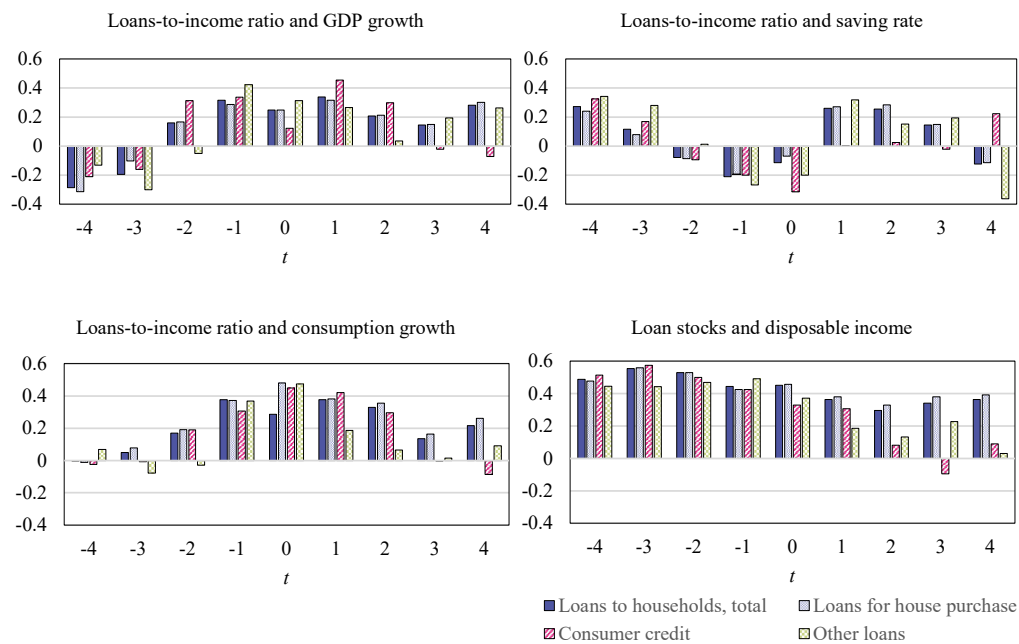 Loans-to-income ratio and GDP growth
0.6
0.4
0.2
0
-0.2
-0.4
-4 -3 -2 -1 0 1 2 3 4
t
Loans-to-income ratio and saving rate
0.6
0.4
0.2
0
-0.2
-0.4
-4 -3 -2 -1 0 1 2 3 4
t
Loans-to-income ratio and consumption growth
0.6
0.4
0.2
0
-0.2
-0.4
-4 -3 -2 -1 0 1 2 3 4
t
Loan stocks and disposable income
0.6
0.4
0.2
0
-0.2
-0.4
-4 -3 -2 -1 0 1 2 3 4
t
Loans to households, total
Loans for house purchase
Consumer credit
Other loans